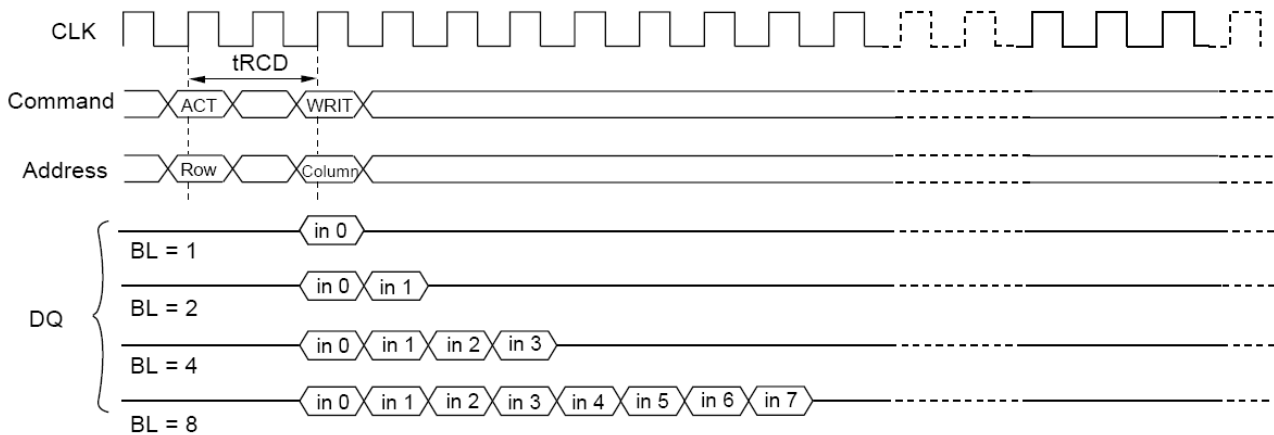 CLK
tRCD
Command ACT WRIT
Address Row Column
in 0
BL = 1
in 0 in 1
BL = 2
DQ
in 0 in 1 in 2 in 3
BL = 4
in 0 in 1 in 2 in 3 in 4 in 5 in 6 in 7
BL = 8